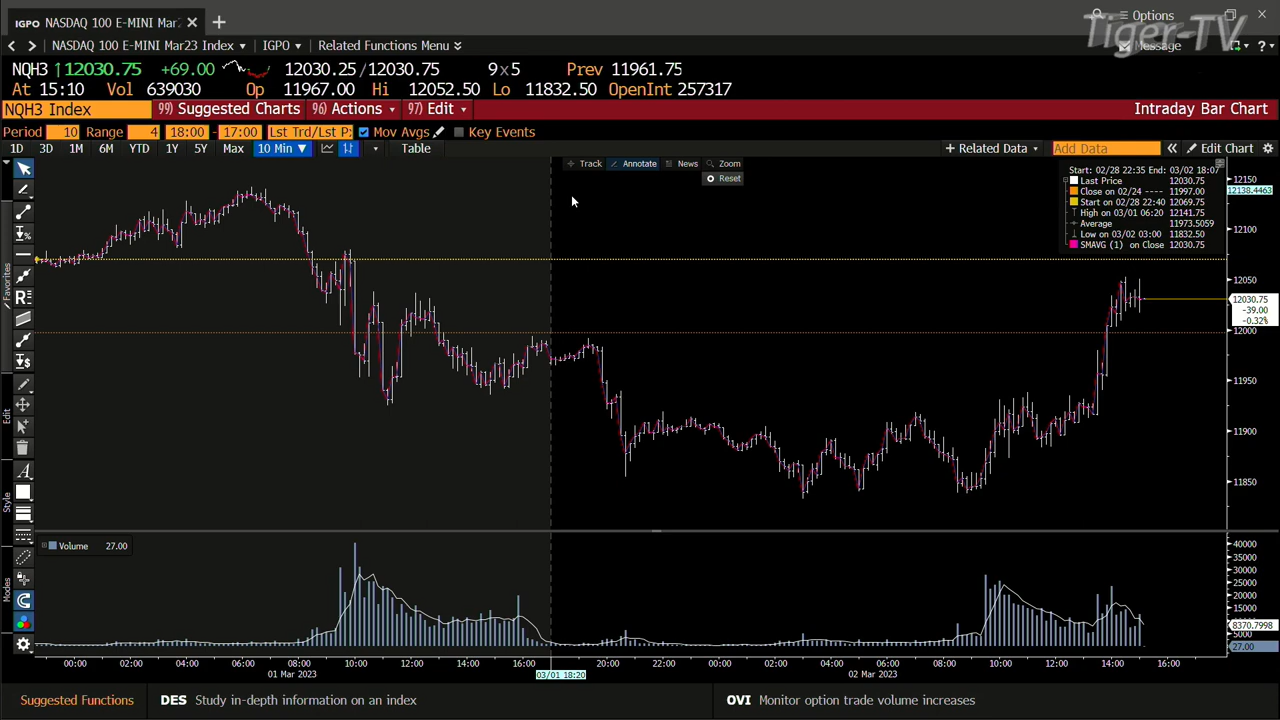 IGPO NASDAQ 100 E-MINI Mar
Options
Tiger-TV
NASDAQ 100 E-MINI Mar23 Index IGPO Related Functions Menu
Message
NQH3 ↑12030.75 +69.00 12030.25/12030.75 9x5 Prev 11961.75
At 15:10 Vol 639030 Op 11967.00 Hi 12052.50 Lo 11832.50 OpenInt 257317
NQH3 Index 99) Suggested Charts 96) Actions 97) Edit Intraday Bar Chart
Period 10 Range 4 18:00 - 17:00 Lst Trd/Lst P: Mov Avgs Key Events
1D 3D 1M 6M YTD 1Y 5Y Max 10 Min ▼ Table + Related Data Add Data « Edit Chart
Track Annotate News Zoom
Reset
Start: 02/28 22:35 End: 03/02 18:07
Last Price 12030.75
Close on 02/24 ---- 11997.00
Start on 02/28 22:40 12069.75
High on 03/01 06:20 12141.75
Average 11973.5059
Low on 03/02 03:00 11832.50
SMAVG (1) on Close 12030.75
12150
12138.4463
12100
12050
12030.75
-39.00
-0.32%
12000
11950
11900
11850
Favorites
Edit
Style
Modes
Volume 27.00
40000
35000
30000
25000
20000
15000
10000
8370.7998
5000
27.00
00:00 02:00 04:00 06:00 08:00 10:00 12:00 14:00 16:00 20:00 22:00 00:00 02:00 04:00 06:00 08:00 10:00 12:00 14:00 16:00
01 Mar 2023 03/01 18:20 02 Mar 2023
Suggested Functions DES Study in-depth information on an index OVI Monitor option trade volume increases